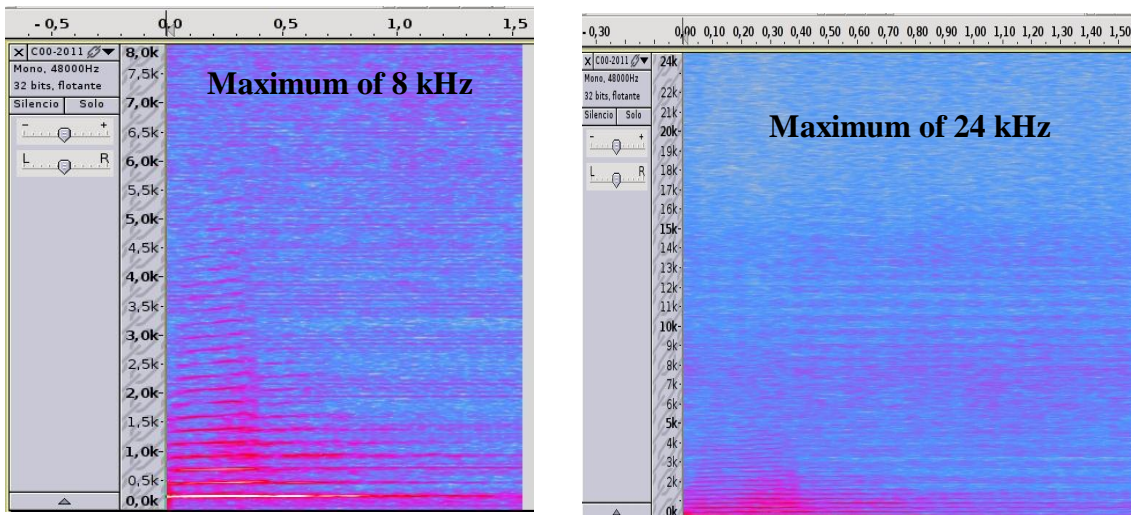 - 0,5 0,0 0,5 1,0 1,5
X C00-2011
Mono, 48000Hz
32 bits, flotante
Silencio Solo
- +
L R
8,0k
7,5k
7,0k
6,5k
6,0k
5,5k
5,0k
4,5k
4,0k
3,5k
3,0k
2,5k
2,0k
1,5k
1,0k
0,5k
0,0k
Maximum of 8 kHz
- 0,30 0,00 0,10 0,20 0,30 0,40 0,50 0,60 0,70 0,80 0,90 1,00 1,10 1,20 1,30 1,40 1,50
X C00-2011
Mono, 48000Hz
32 bits, flotante
Silencio Solo
- +
L R
24k
22k
21k
20k
19k
18k
17k
16k
15k
14k
13k
12k
11k
10k
9k
8k
7k
6k
5k
4k
3k
2k
0k
Maximum of 24 kHz